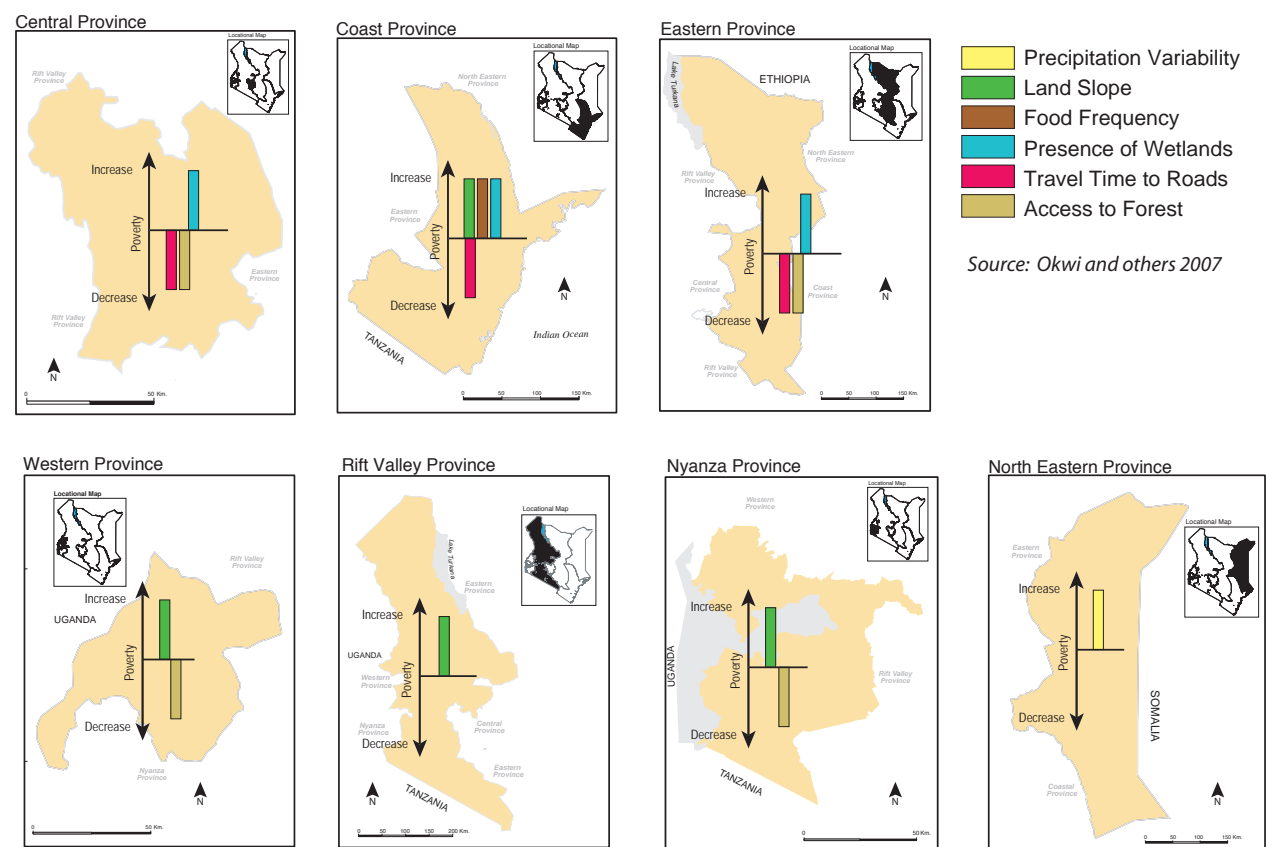 Central Province
Locational Map
Rift Valley
Province
Increase
Poverty
Decrease
Eastern
Province
Rift Valley
Province
N
0 50 Km.
Coast Province
Locational Map
North Eastern
Province
Increase
Eastern
Province
Poverty
Decrease
N
TANZANIA
Indian Ocean
0 50 100 150 Km.
Eastern Province
Locational Map
Lake Turkana
ETHIOPIA
North Eastern
Province
Rift Valley
Province
Increase
Poverty
Central
Province
Coast
Province
N
Decrease
Rift Valley
Province
0 50 100 150 Km.
Precipitation Variability
Land Slope
Food Frequency
Presence of Wetlands
Travel Time to Roads
Access to Forest
Source: Okwi and others 2007
Western Province
Locational Map
Rift Valley
Province
Increase
UGANDA
Poverty
Decrease
Nyanza
Province
N
0 50 Km.
Rift Valley Province
Locational Map
Lake Turkana
Eastern
Province
Increase
UGANDA
Western
Province
Poverty
Nyanza
Province
Central
Province
Decrease
Eastern
Province
N
TANZANIA
0 50 100 150 200 Km.
Nyanza Province
Locational Map
Western
Province
Increase
UGANDA
Poverty
Rift Valley
Province
Decrease
TANZANIA
N
0 50 Km.
North Eastern Province
Locational Map
Eastern
Province
Increase
Poverty
SOMALIA
Decrease
Coastal
Province
N
0 50 100 150 Km.